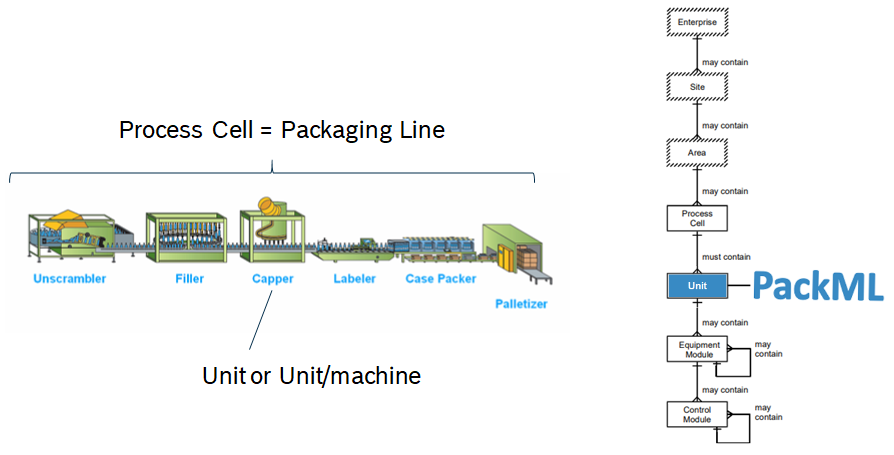 Process Cell = Packaging Line
Unscrambler
Filler
Capper
Labeler
Case Packer
Palletizer
Unit or Unit/machine
Enterprise
may contain
Site
may contain
Area
may contain
Process
Cell
must contain
Unit
PackML
may contain
Equipment
Module
may
contain
may contain
Control
Module
may
contain